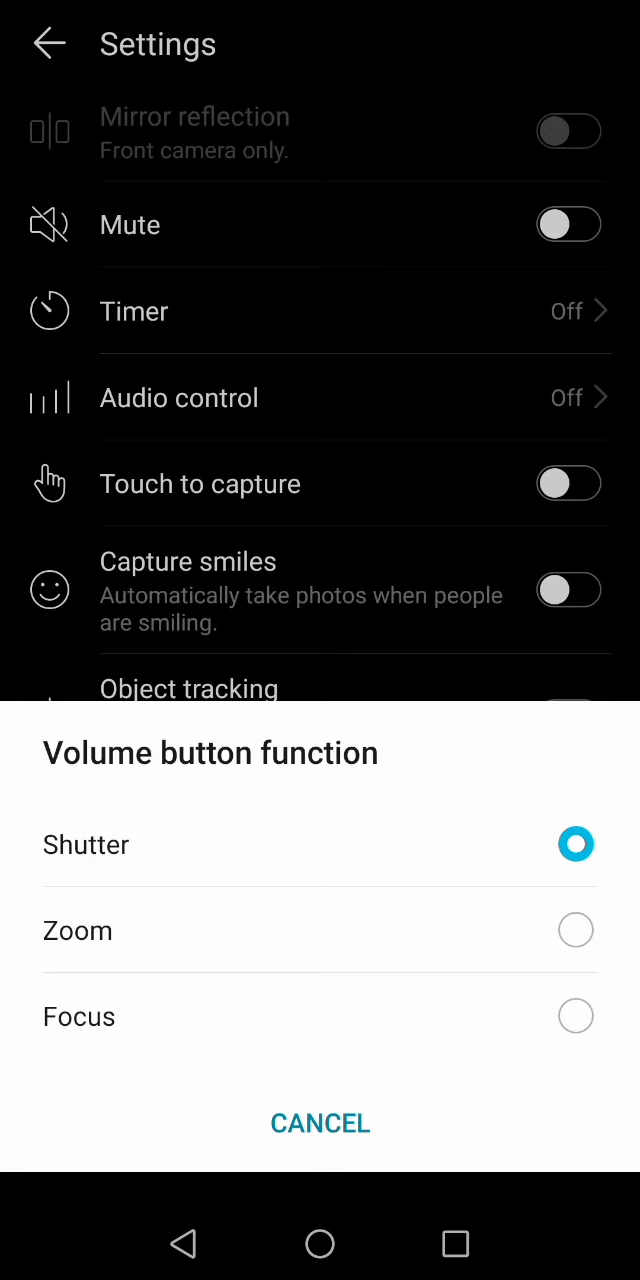 Settings
Mirror reflection
Front camera only.
Mute
Timer
Off
Audio control
Off
Touch to capture
Capture smiles
Automatically take photos when people
are smiling.
Object tracking
Volume button function
Shutter
Zoom
Focus
CANCEL